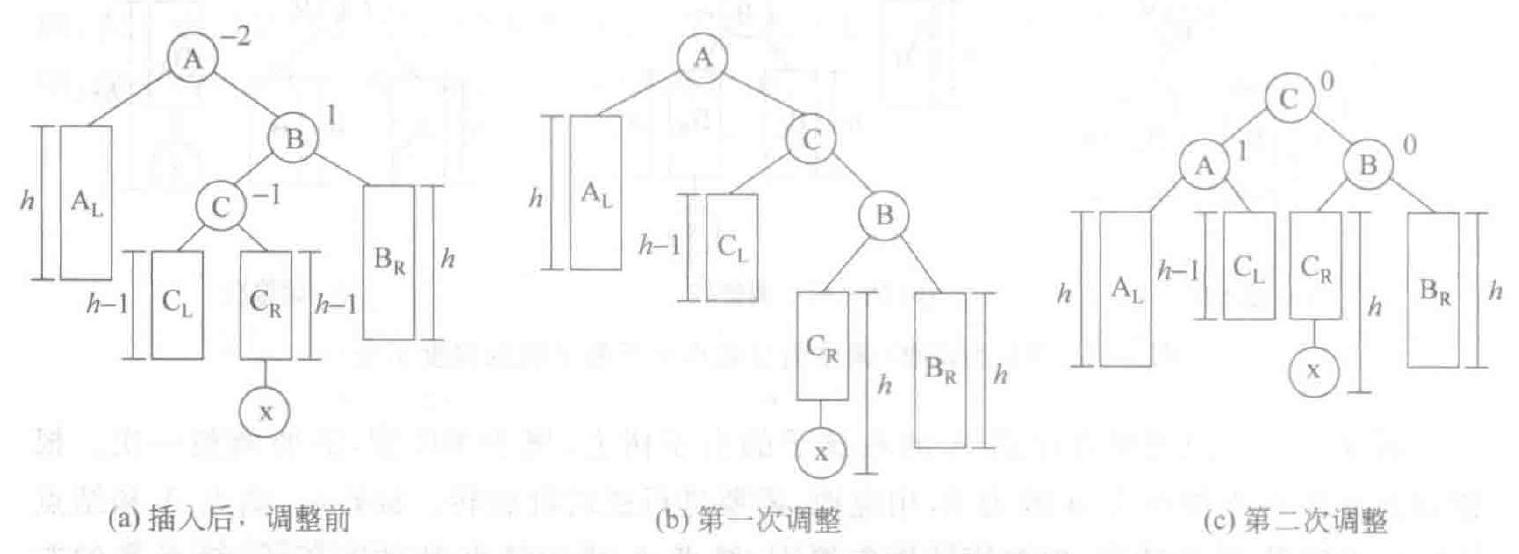 A −2
B 1
C −1
h A_L
h−1 C_L
C_R h−1
B_R h
x
(a) 插入后，调整前
A
C
B
h A_L
h−1 C_L
C_R h
B_R h
x
(b) 第一次调整
C 0
A 1
B 0
h A_L
h−1 C_L
C_R h
B_R h
x
(c) 第二次调整